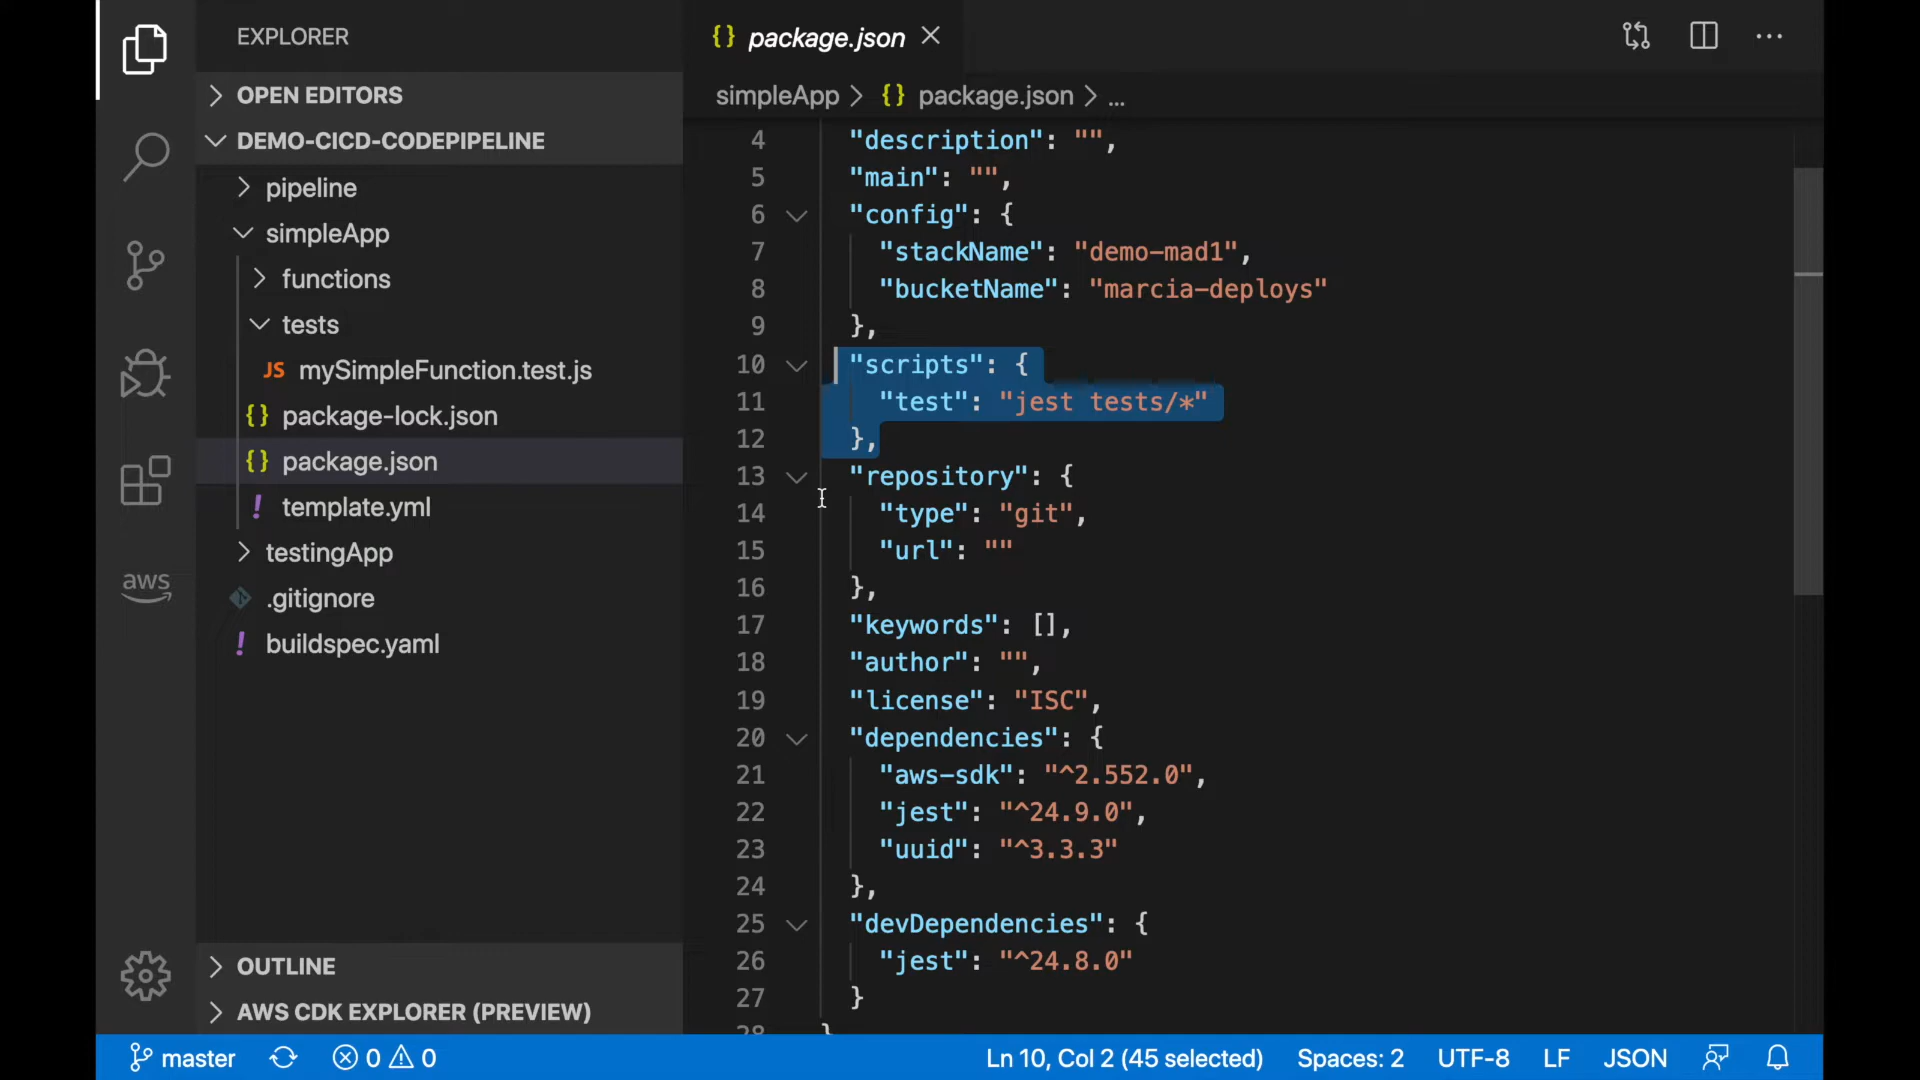 EXPLORER
OPEN EDITORS
DEMO-CICD-CODEPIPELINE
pipeline
simpleApp
functions
tests
JS mySimpleFunction.test.js
{} package-lock.json
{} package.json
! template.yml
testingApp
.gitignore
! buildspec.yaml
OUTLINE
AWS CDK EXPLORER (PREVIEW)
aws
{} package.json
simpleApp > {} package.json > ...
4 "description": "",
5 "main": "",
6 "config": {
7 "stackName": "demo-mad1",
8 "bucketName": "marcia-deploys"
9 },
10 "scripts": {
11 "test": "jest tests/*"
12 },
13 "repository": {
14 "type": "git",
15 "url": ""
16 },
17 "keywords": [],
18 "author": "",
19 "license": "ISC",
20 "dependencies": {
21 "aws-sdk": "^2.552.0",
22 "jest": "^24.9.0",
23 "uuid": "^3.3.3"
24 },
25 "devDependencies": {
26 "jest": "^24.8.0"
27 }
28 }
master 0 0 Ln 10, Col 2 (45 selected) Spaces: 2 UTF-8 LF JSON